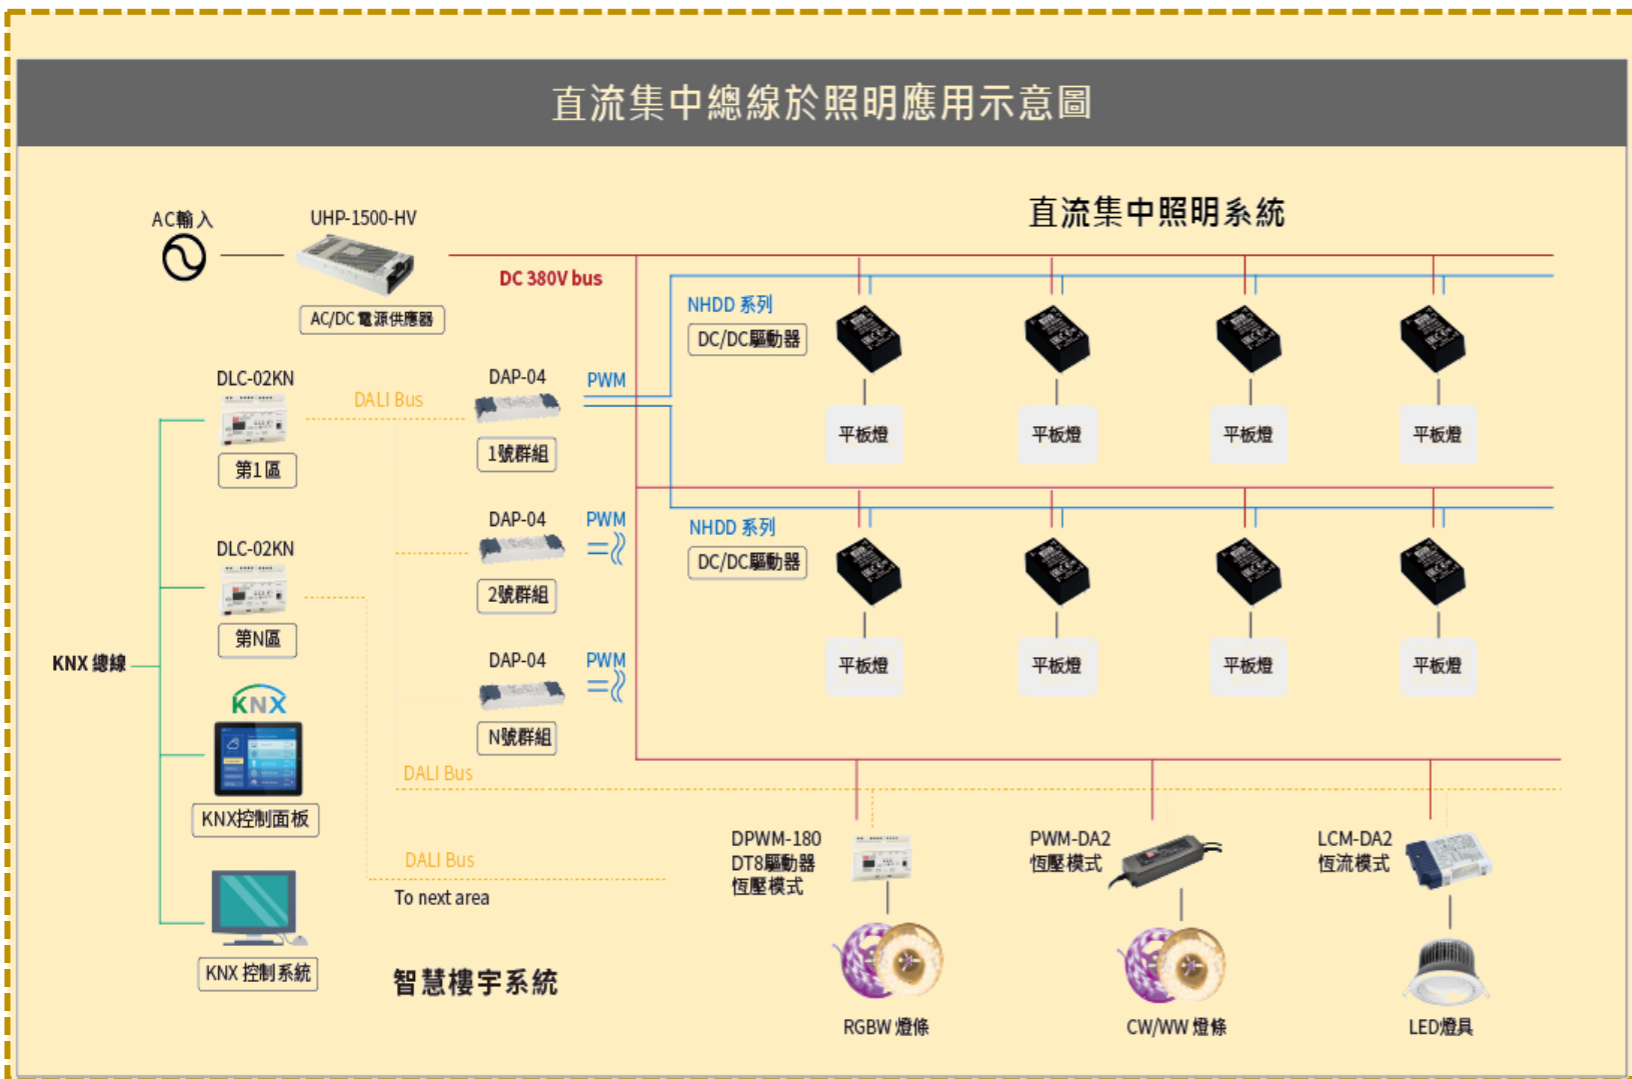 直流集中總線於照明應用示意圖
直流集中照明系統
AC輸入
UHP-1500-HV
DC 380V bus
AC/DC 電源供應器
NHDD 系列
DC/DC驅動器
DLC-02KN
DALI Bus
DAP-04
PWM
第1區
1號群組
平板燈
平板燈
平板燈
平板燈
DAP-04
PWM
NHDD 系列
DC/DC驅動器
DLC-02KN
2號群組
第N區
KNX 總線
DAP-04
PWM
平板燈
平板燈
平板燈
平板燈
KNX
N號群組
DALI Bus
KNX控制面板
DPWM-180
DT8驅動器
恆壓模式
PWM-DA2
恆壓模式
LCM-DA2
恆流模式
DALI Bus
To next area
KNX 控制系統
智慧樓宇系統
RGBW 燈條
CW/WW 燈條
LED燈具